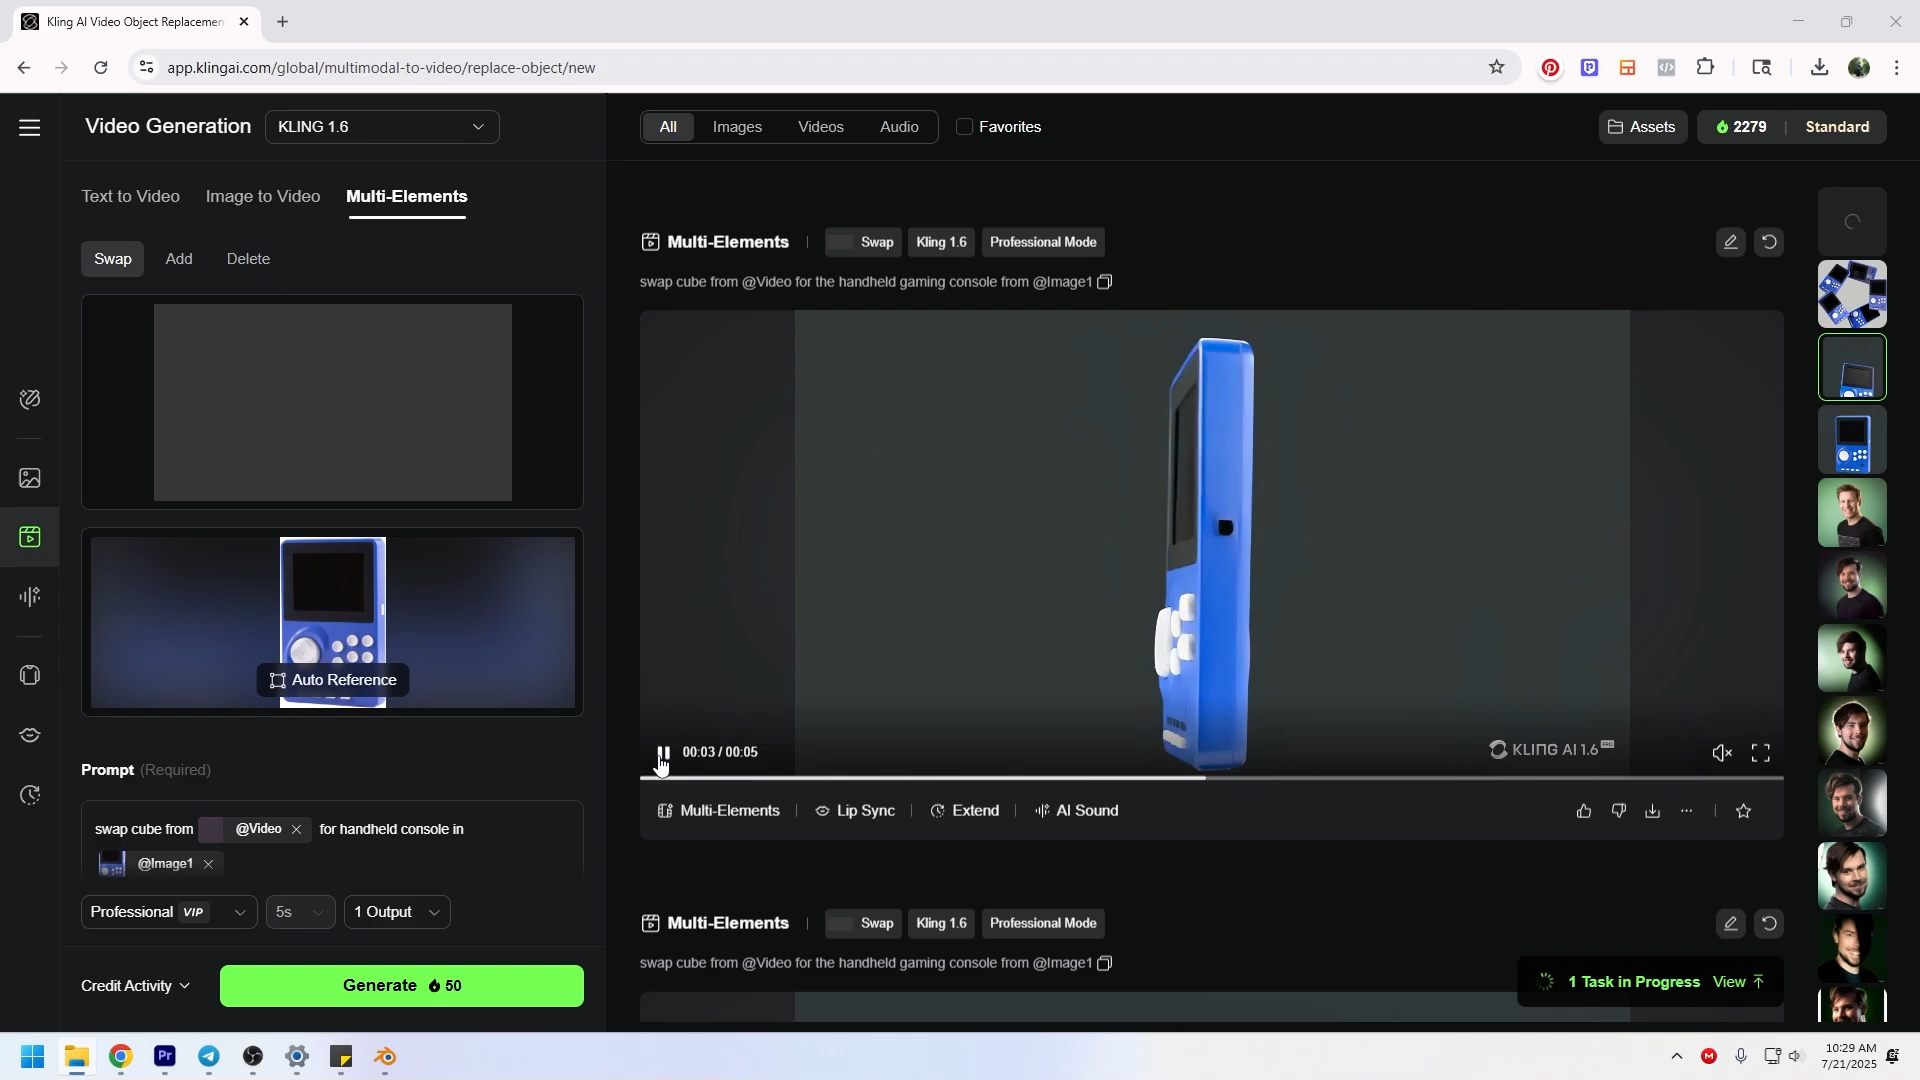 Kling AI Video Object Replacemen
app.klingai.com/global/multimodal-to-video/replace-object/new
Video Generation
KLING 1.6
All
Images
Videos
Audio
Favorites
Assets
2279
Standard
Text to Video
Image to Video
Multi-Elements
Swap
Add
Delete
Multi-Elements
Swap
Kling 1.6
Professional Mode
swap cube from @Video for the handheld gaming console from @Image1
Auto Reference
00:03 / 00:05
KLING AI 1.6 PRO
Multi-Elements
Lip Sync
Extend
AI Sound
Prompt (Required)
swap cube from @Video for handheld console in
@Image1
Professional VIP
5s
1 Output
Multi-Elements
Swap
Kling 1.6
Professional Mode
swap cube from @Video for the handheld gaming console from @Image1
1 Task in Progress View
Credit Activity
Generate 50
Pr
10:29 AM
7/21/2025